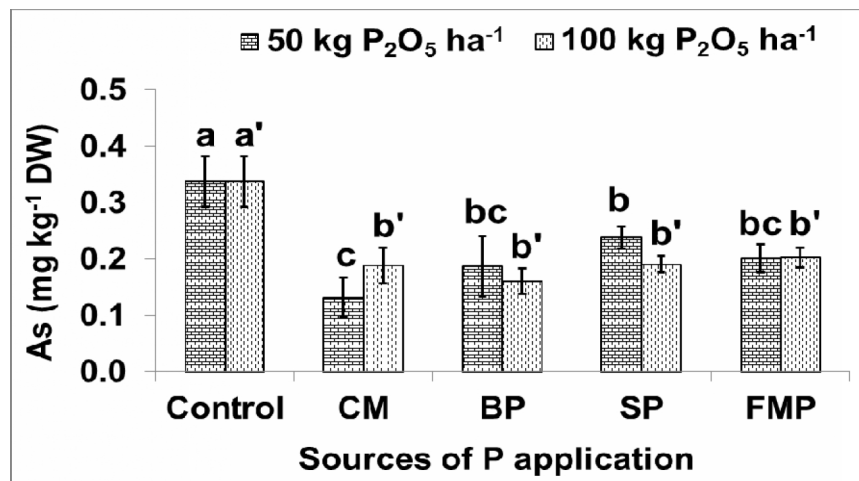 50 kg P₂O₅ ha⁻¹ 100 kg P₂O₅ ha⁻¹
As (mg kg⁻¹ DW)
0.5
0.4
0.3
0.2
0.1
0.0
a a' c b' bc b' b b' bc b'
Control CM BP SP FMP
Sources of P application